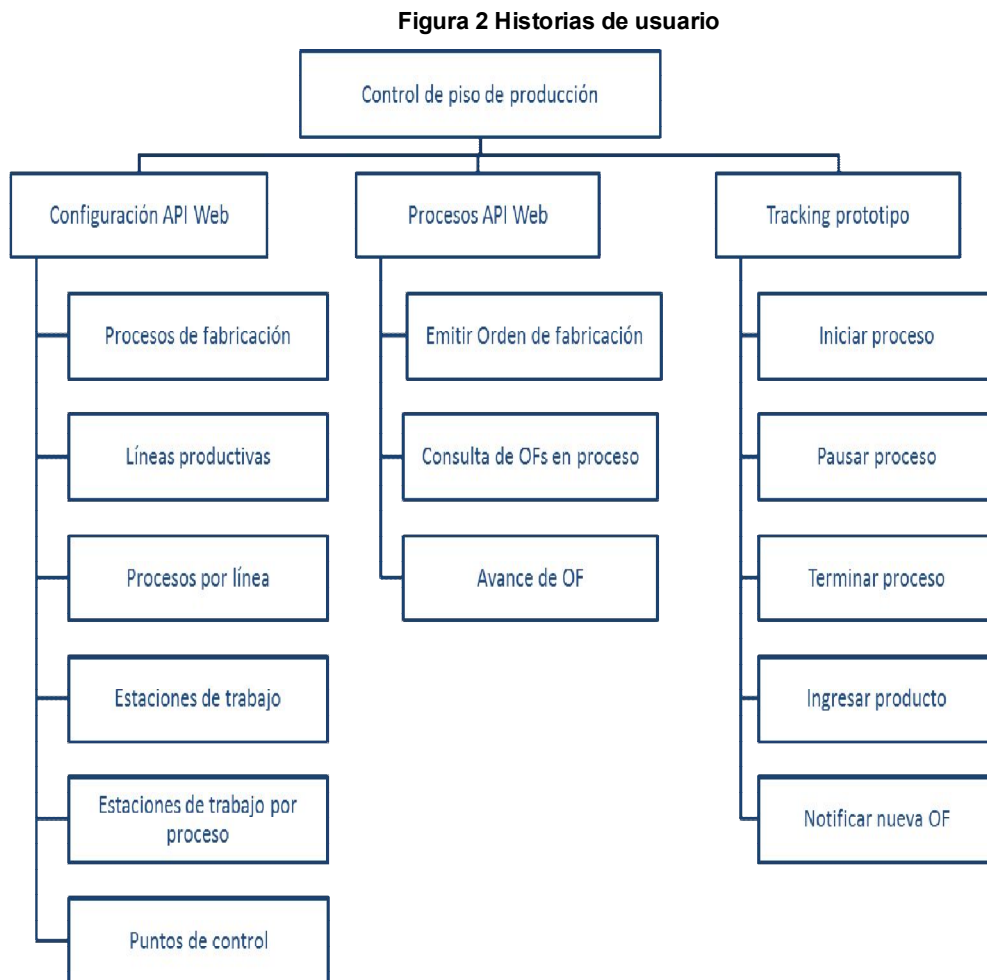 Figura 2 Historias de usuario
Control de piso de producción
Configuración API Web
Procesos de fabricación
Líneas productivas
Procesos por línea
Estaciones de trabajo
Estaciones de trabajo por
proceso
Puntos de control
Procesos API Web
Emitir Orden de fabricación
Consulta de OFs en proceso
Avance de OF
Tracking prototipo
Iniciar proceso
Pausar proceso
Terminar proceso
Ingresar producto
Notificar nueva OF